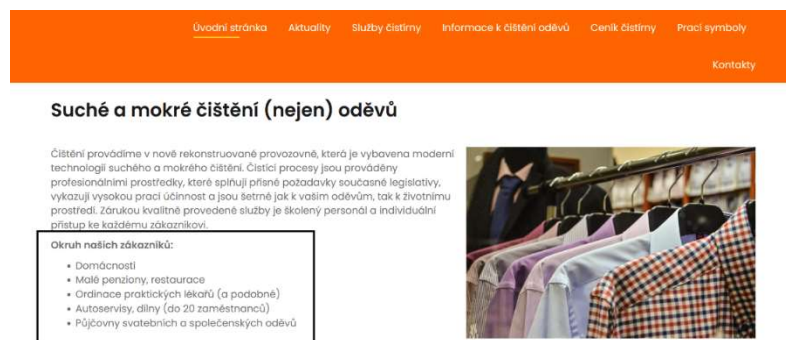 Úvodní stránka Aktuality Služby čistírny Informace k čištění oděvů Ceník čistírny Prací symboly
Kontakty
Suché a mokré čištění (nejen) oděvů
Čištění provádíme v nově rekonstruované provozovně, která je vybavena moderní
technologií suchého a mokrého čištění. Čistící procesy jsou prováděny
profesionálními prostředky, které splňují přísné požadavky současné legislativy,
vykazují vysokou prací účinnost a jsou šetrné jak k vašim oděvům, tak k životnímu
prostředí. Zárukou kvalitně provedené služby je školený personál a individuální
přístup ke každému zákazníkovi.
Okruh našich zákazníků:
• Domácnosti
• Malé penziony, restaurace
• Ordinace praktických lékařů (a podobně)
• Autoservisy, dílny (do 20 zaměstnanců)
• Půjčovny svatebních a společenských oděvů